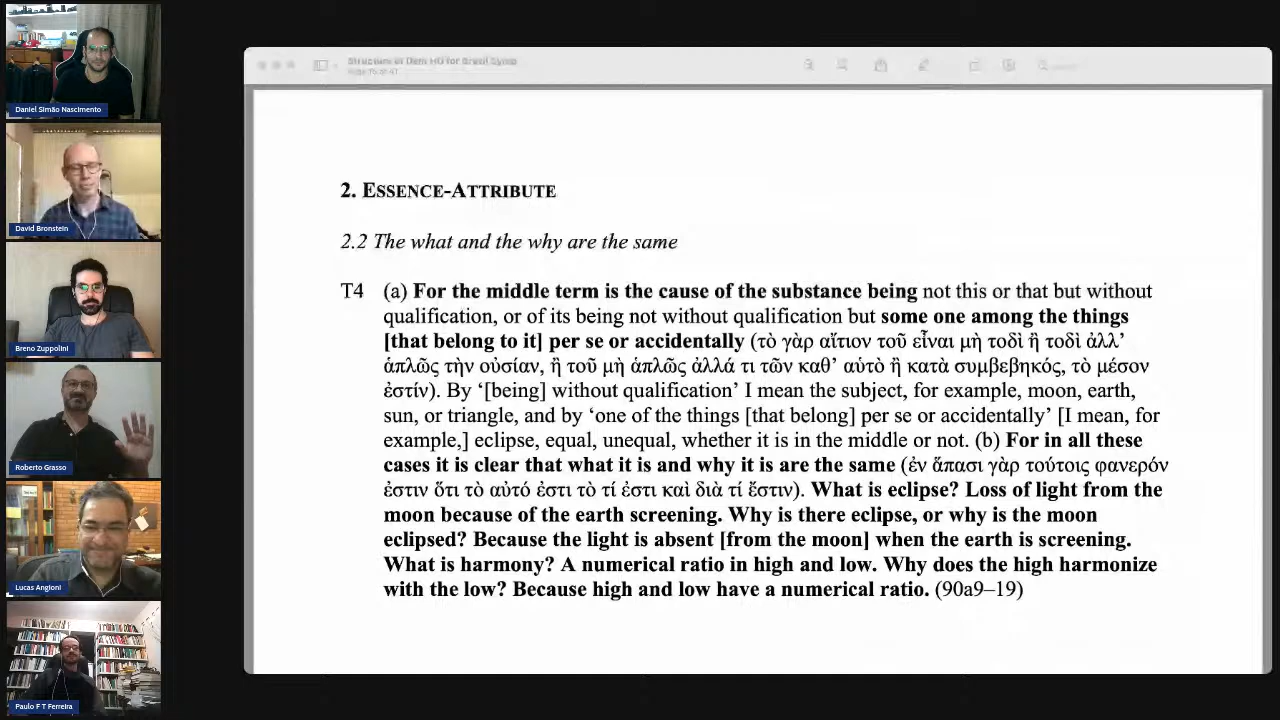 Daniel Simão Nascimento
David Bronstein
Breno Zuppolini
Roberto Grasso
Lucas Angioni
Paulo F T Ferreira
Structure of Dem HO for Brasil Symp
2. ESSENCE-ATTRIBUTE
2.2 The what and the why are the same
T4 (a) For the middle term is the cause of the substance being not this or that but without
qualification, or of its being not without qualification but some one among the things
[that belong to it] per se or accidentally (τὸ γὰρ αἴτιον τοῦ εἶναι μὴ τοδὶ ἢ τοδὶ ἀλλ’
ἁπλῶς τὴν οὐσίαν, ἢ τοῦ μὴ ἁπλῶς ἀλλά τι τῶν καθ’ αὑτὸ ἢ κατὰ συμβεβηκός, τὸ μέσον
ἐστίν). By ‘[being] without qualification’ I mean the subject, for example, moon, earth,
sun, or triangle, and by ‘one of the things [that belong] per se or accidentally’ [I mean, for
example,] eclipse, equal, unequal, whether it is in the middle or not. (b) For in all these
cases it is clear that what it is and why it is are the same (ἐν ἅπασι γὰρ τούτοις φανερόν
ἐστιν ὅτι τὸ αὐτό ἐστι τὸ τί ἐστι καὶ διὰ τί ἔστιν). What is eclipse? Loss of light from the
moon because of the earth screening. Why is there eclipse, or why is the moon
eclipsed? Because the light is absent [from the moon] when the earth is screening.
What is harmony? A numerical ratio in high and low. Why does the high harmonize
with the low? Because high and low have a numerical ratio. (90a9–19)